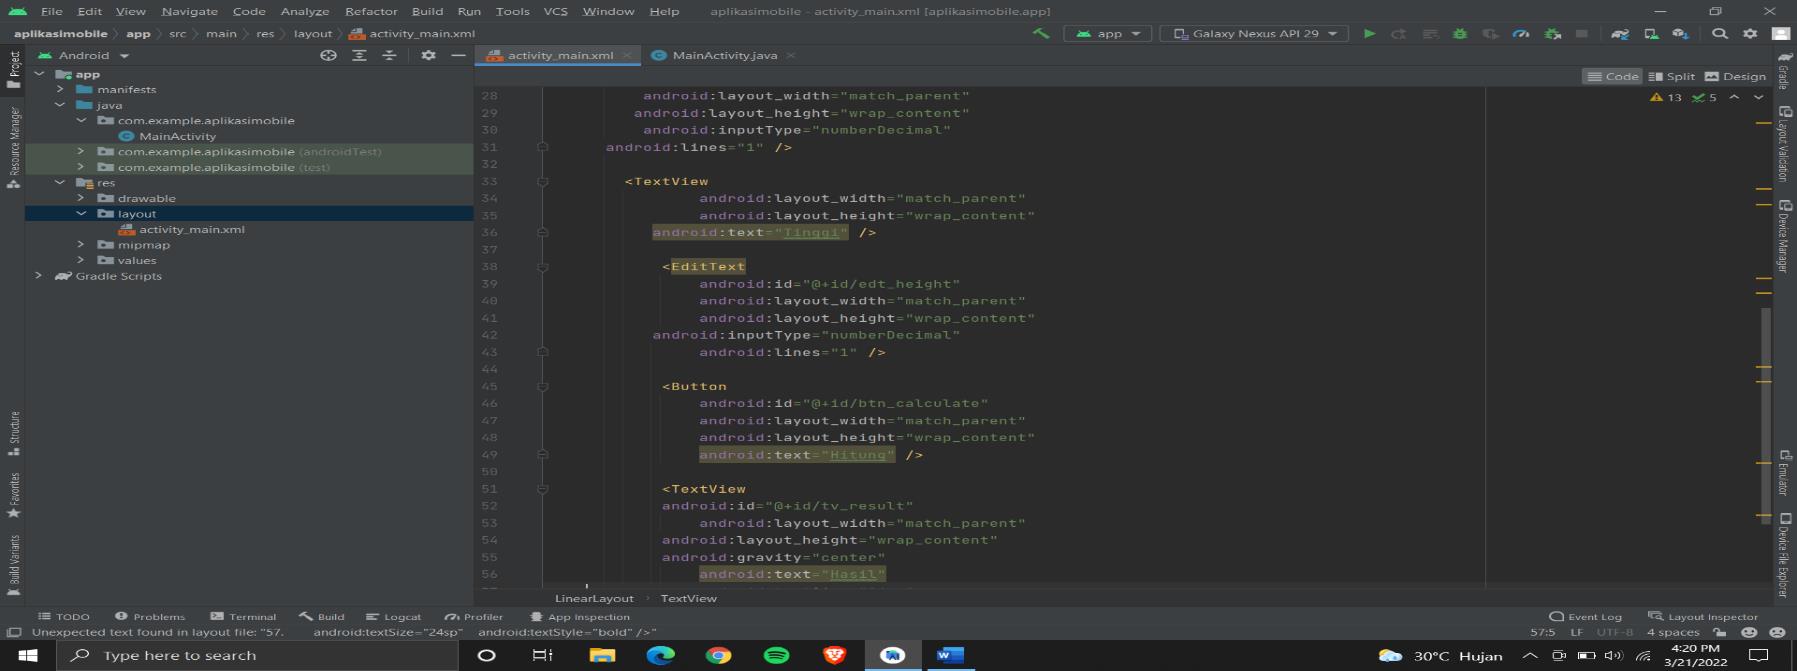 File Edit View Navigate Code Analyze Refactor Build Run Tools VCS Window Help aplikasimobile - activity_main.xml [aplikasimobile.app]
aplikasimobile app src main res layout activity_main.xml app Galaxy Nexus API 29
Android activity_main.xml MainActivity.java
Code Split Design
13 5
Project
Resource Manager
Structure
Favorites
Build Variants
app
manifests
java
com.example.aplikasimobile
MainActivity
com.example.aplikasimobile (androidTest)
com.example.aplikasimobile (test)
res
drawable
layout
activity_main.xml
mipmap
values
Gradle Scripts
28 android:layout_width="match_parent"
29 android:layout_height="wrap_content"
30 android:inputType="numberDecimal"
31 android:lines="1" />
32
33 <TextView
34 android:layout_width="match_parent"
35 android:layout_height="wrap_content"
36 android:text="Tinggi" />
37
38 <EditText
39 android:id="@+id/edt_height"
40 android:layout_width="match_parent"
41 android:layout_height="wrap_content"
42 android:inputType="numberDecimal"
43 android:lines="1" />
44
45 <Button
46 android:id="@+id/btn_calculate"
47 android:layout_width="match_parent"
48 android:layout_height="wrap_content"
49 android:text="Hitung" />
50
51 <TextView
52 android:id="@+id/tv_result"
53 android:layout_width="match_parent"
54 android:layout_height="wrap_content"
55 android:gravity="center"
56 android:text="Hasil"
LinearLayout TextView
Gradle
Layout Validation
Device Manager
Emulator
Device File Explorer
TODO Problems Terminal Build Logcat Profiler App Inspection Event Log Layout Inspector
Unexpected text found in layout file: "57. android:textSize="24sp" android:textStyle="bold" />" 57:5 LF UTF-8 4 spaces
Type here to search 30°C Hujan 4:20 PM
3/21/2022